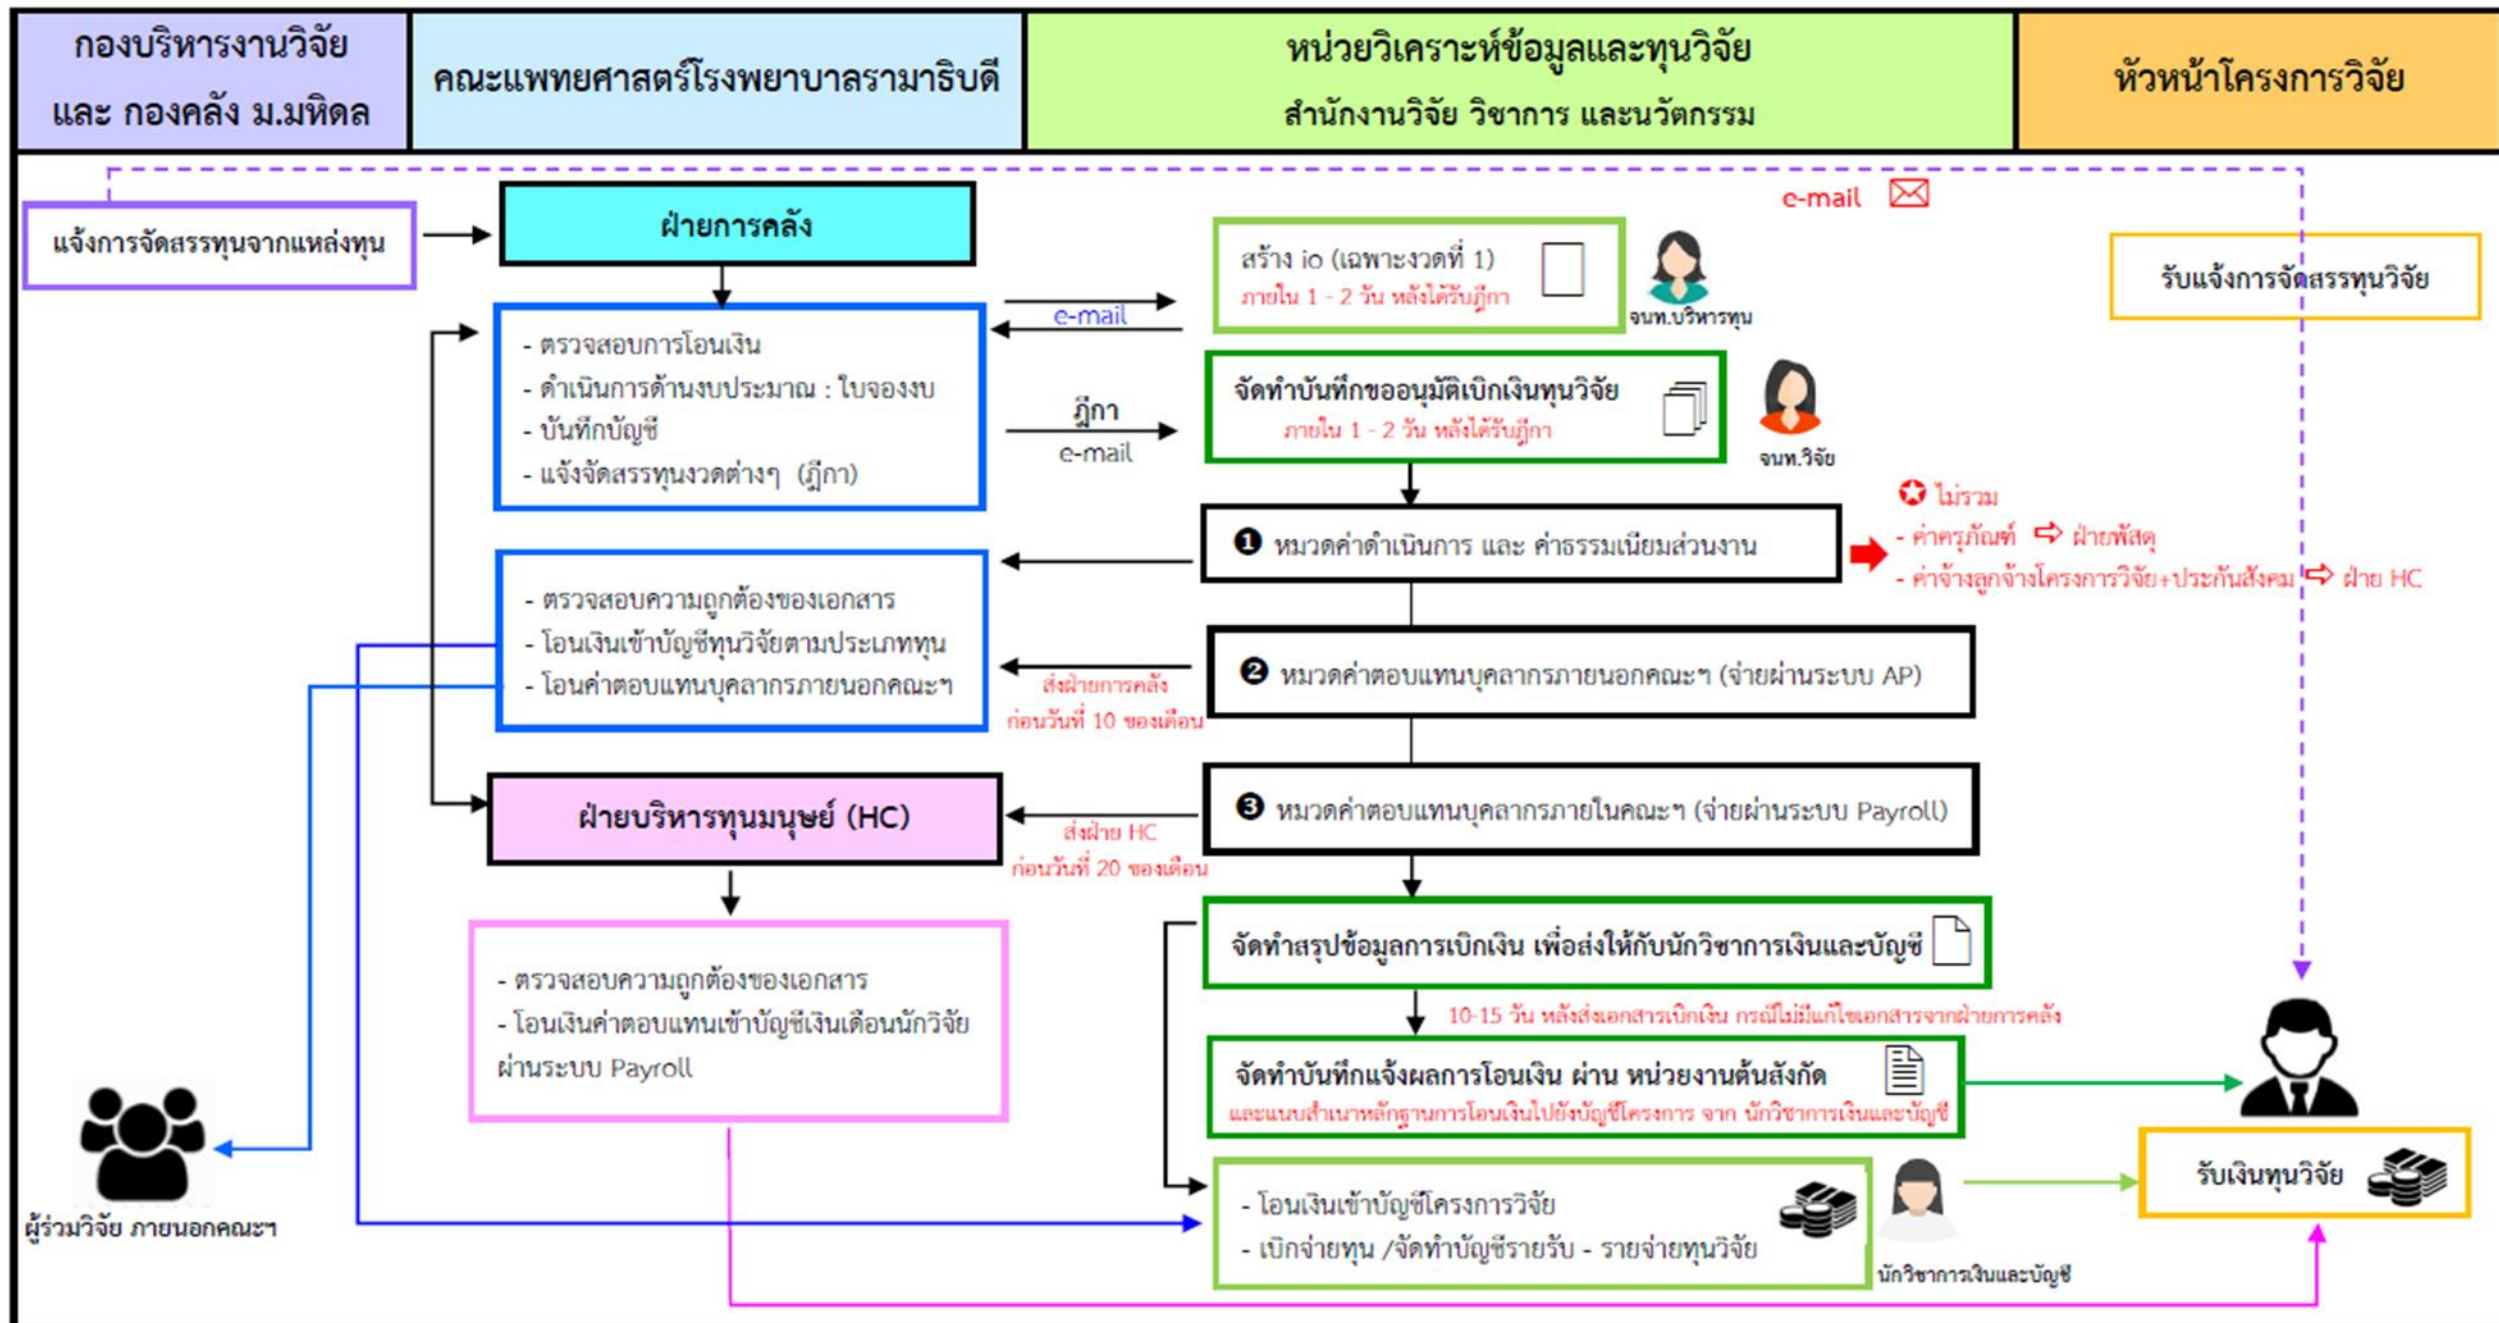 กองบริหารงานวิจัย
และ กองคลัง ม.มหิดล
คณะแพทยศาสตร์โรงพยาบาลรามาธิบดี
หน่วยวิเคราะห์ข้อมูลและทุนวิจัย
สำนักงานวิจัย วิชาการ และนวัตกรรม
หัวหน้าโครงการวิจัย
e-mail
แจ้งการจัดสรรทุนจากแหล่งทุน
ฝ่ายการคลัง
สร้าง io (เฉพาะงวดที่ 1)
ภายใน 1 - 2 วัน หลังได้รับฎีกา
จนท.บริหารทุน
รับแจ้งการจัดสรรทุนวิจัย
e-mail
- ตรวจสอบการโอนเงิน
- ดำเนินการด้านงบประมาณ : ใบจองงบ
- บันทึกบัญชี
- แจ้งจัดสรรทุนงวดต่างๆ (ฎีกา)
ฎีกา
e-mail
จัดทำบันทึกขออนุมัติเบิกเงินทุนวิจัย
ภายใน 1 - 2 วัน หลังได้รับฎีกา
จนท.วิจัย
❶ หมวดค่าดำเนินการ และ ค่าธรรมเนียมส่วนงาน
✪ ไม่รวม
- ค่าครุภัณฑ์ ⇨ ฝ่ายพัสดุ
- ค่าจ้างลูกจ้างโครงการวิจัย+ประกันสังคม ⇨ ฝ่าย HC
- ตรวจสอบความถูกต้องของเอกสาร
- โอนเงินเข้าบัญชีทุนวิจัยตามประเภททุน
- โอนค่าตอบแทนบุคลากรภายนอกคณะฯ
ส่งฝ่ายการคลัง
ก่อนวันที่ 10 ของเดือน
❷ หมวดค่าตอบแทนบุคลากรภายนอกคณะฯ (จ่ายผ่านระบบ AP)
ฝ่ายบริหารทุนมนุษย์ (HC)
ส่งฝ่าย HC
ก่อนวันที่ 20 ของเดือน
❸ หมวดค่าตอบแทนบุคลากรภายในคณะฯ (จ่ายผ่านระบบ Payroll)
- ตรวจสอบความถูกต้องของเอกสาร
- โอนเงินค่าตอบแทนเข้าบัญชีเงินเดือนนักวิจัย
ผ่านระบบ Payroll
จัดทำสรุปข้อมูลการเบิกเงิน เพื่อส่งให้กับนักวิชาการเงินและบัญชี
10-15 วัน หลังส่งเอกสารเบิกเงิน กรณีไม่มีแก้ไขเอกสารจากฝ่ายการคลัง
จัดทำบันทึกแจ้งผลการโอนเงิน ผ่าน หน่วยงานต้นสังกัด
และแนบสำเนาหลักฐานการโอนเงินไปยังบัญชีโครงการ จาก นักวิชาการเงินและบัญชี
ผู้ร่วมวิจัย ภายนอกคณะฯ
- โอนเงินเข้าบัญชีโครงการวิจัย
- เบิกจ่ายทุน /จัดทำบัญชีรายรับ - รายจ่ายทุนวิจัย
นักวิชาการเงินและบัญชี
รับเงินทุนวิจัย